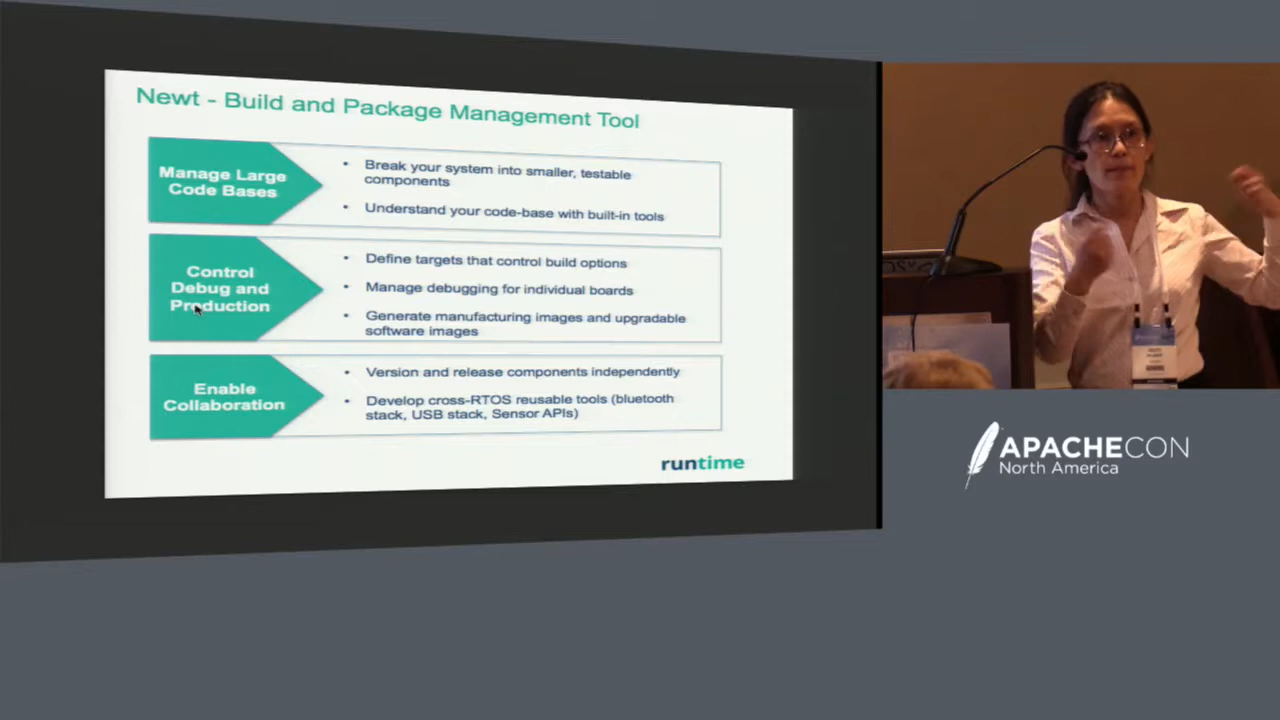 Newt - Build and Package Management Tool
Manage Large
Code Bases
• Break your system into smaller, testable
components
• Understand your code-base with built-in tools
Control
Debug and
Production
• Define targets that control build options
• Manage debugging for individual boards
• Generate manufacturing images and upgradable
software images
Enable
Collaboration
• Version and release components independently
• Develop cross-RTOS reusable tools (bluetooth
stack, USB stack, Sensor APIs)
runtime
APACHECON
North America